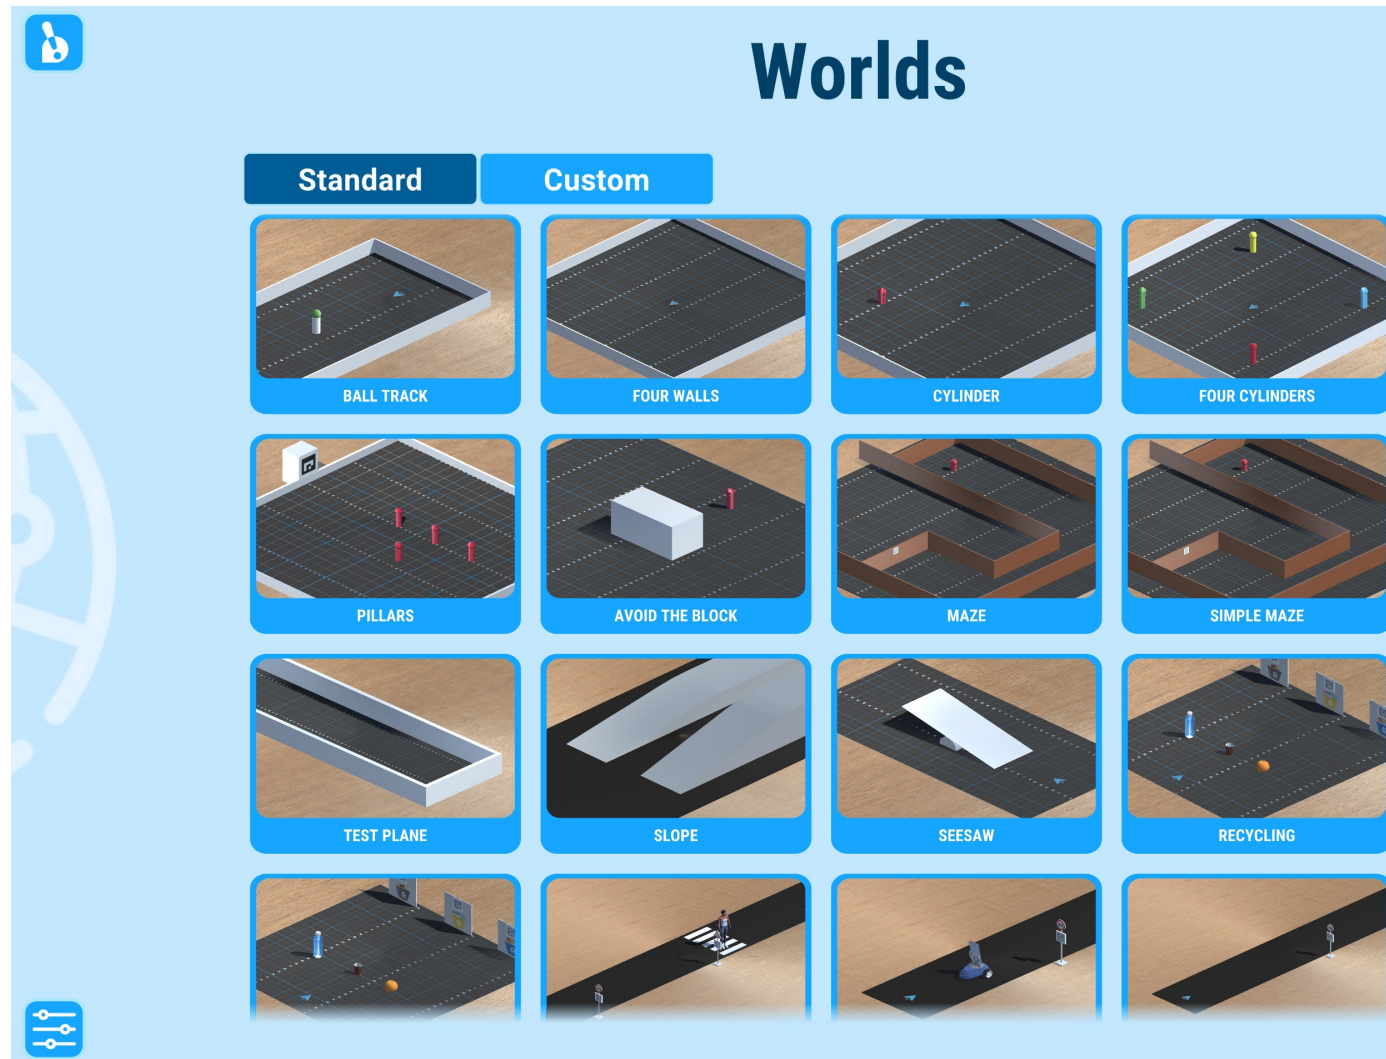 Worlds
Standard
Custom
BALL TRACK
FOUR WALLS
CYLINDER
FOUR CYLINDERS
PILLARS
AVOID THE BLOCK
MAZE
SIMPLE MAZE
TEST PLANE
SLOPE
SEESAW
RECYCLING